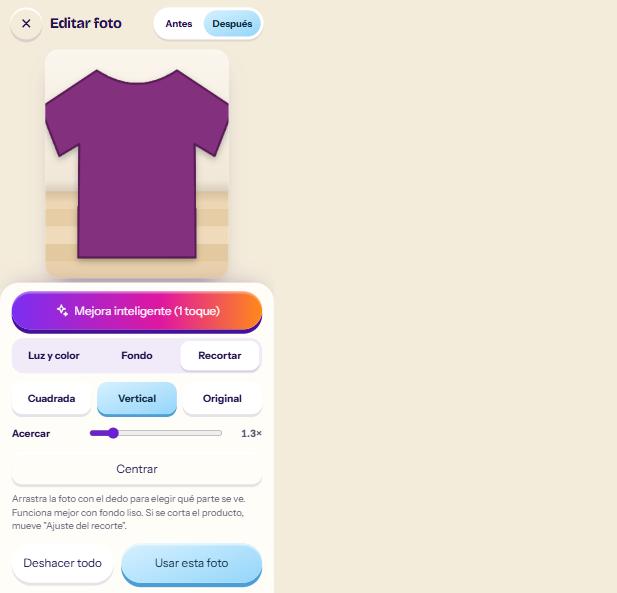 Editar foto
Antes
Después
Mejora inteligente (1 toque)
Luz y color
Fondo
Recortar
Cuadrada
Vertical
Original
Acercar
1.3×
Centrar
Arrastra la foto con el dedo para elegir qué parte se ve.
Funciona mejor con fondo liso. Si se corta el producto,
mueve "Ajuste del recorte".
Deshacer todo
Usar esta foto